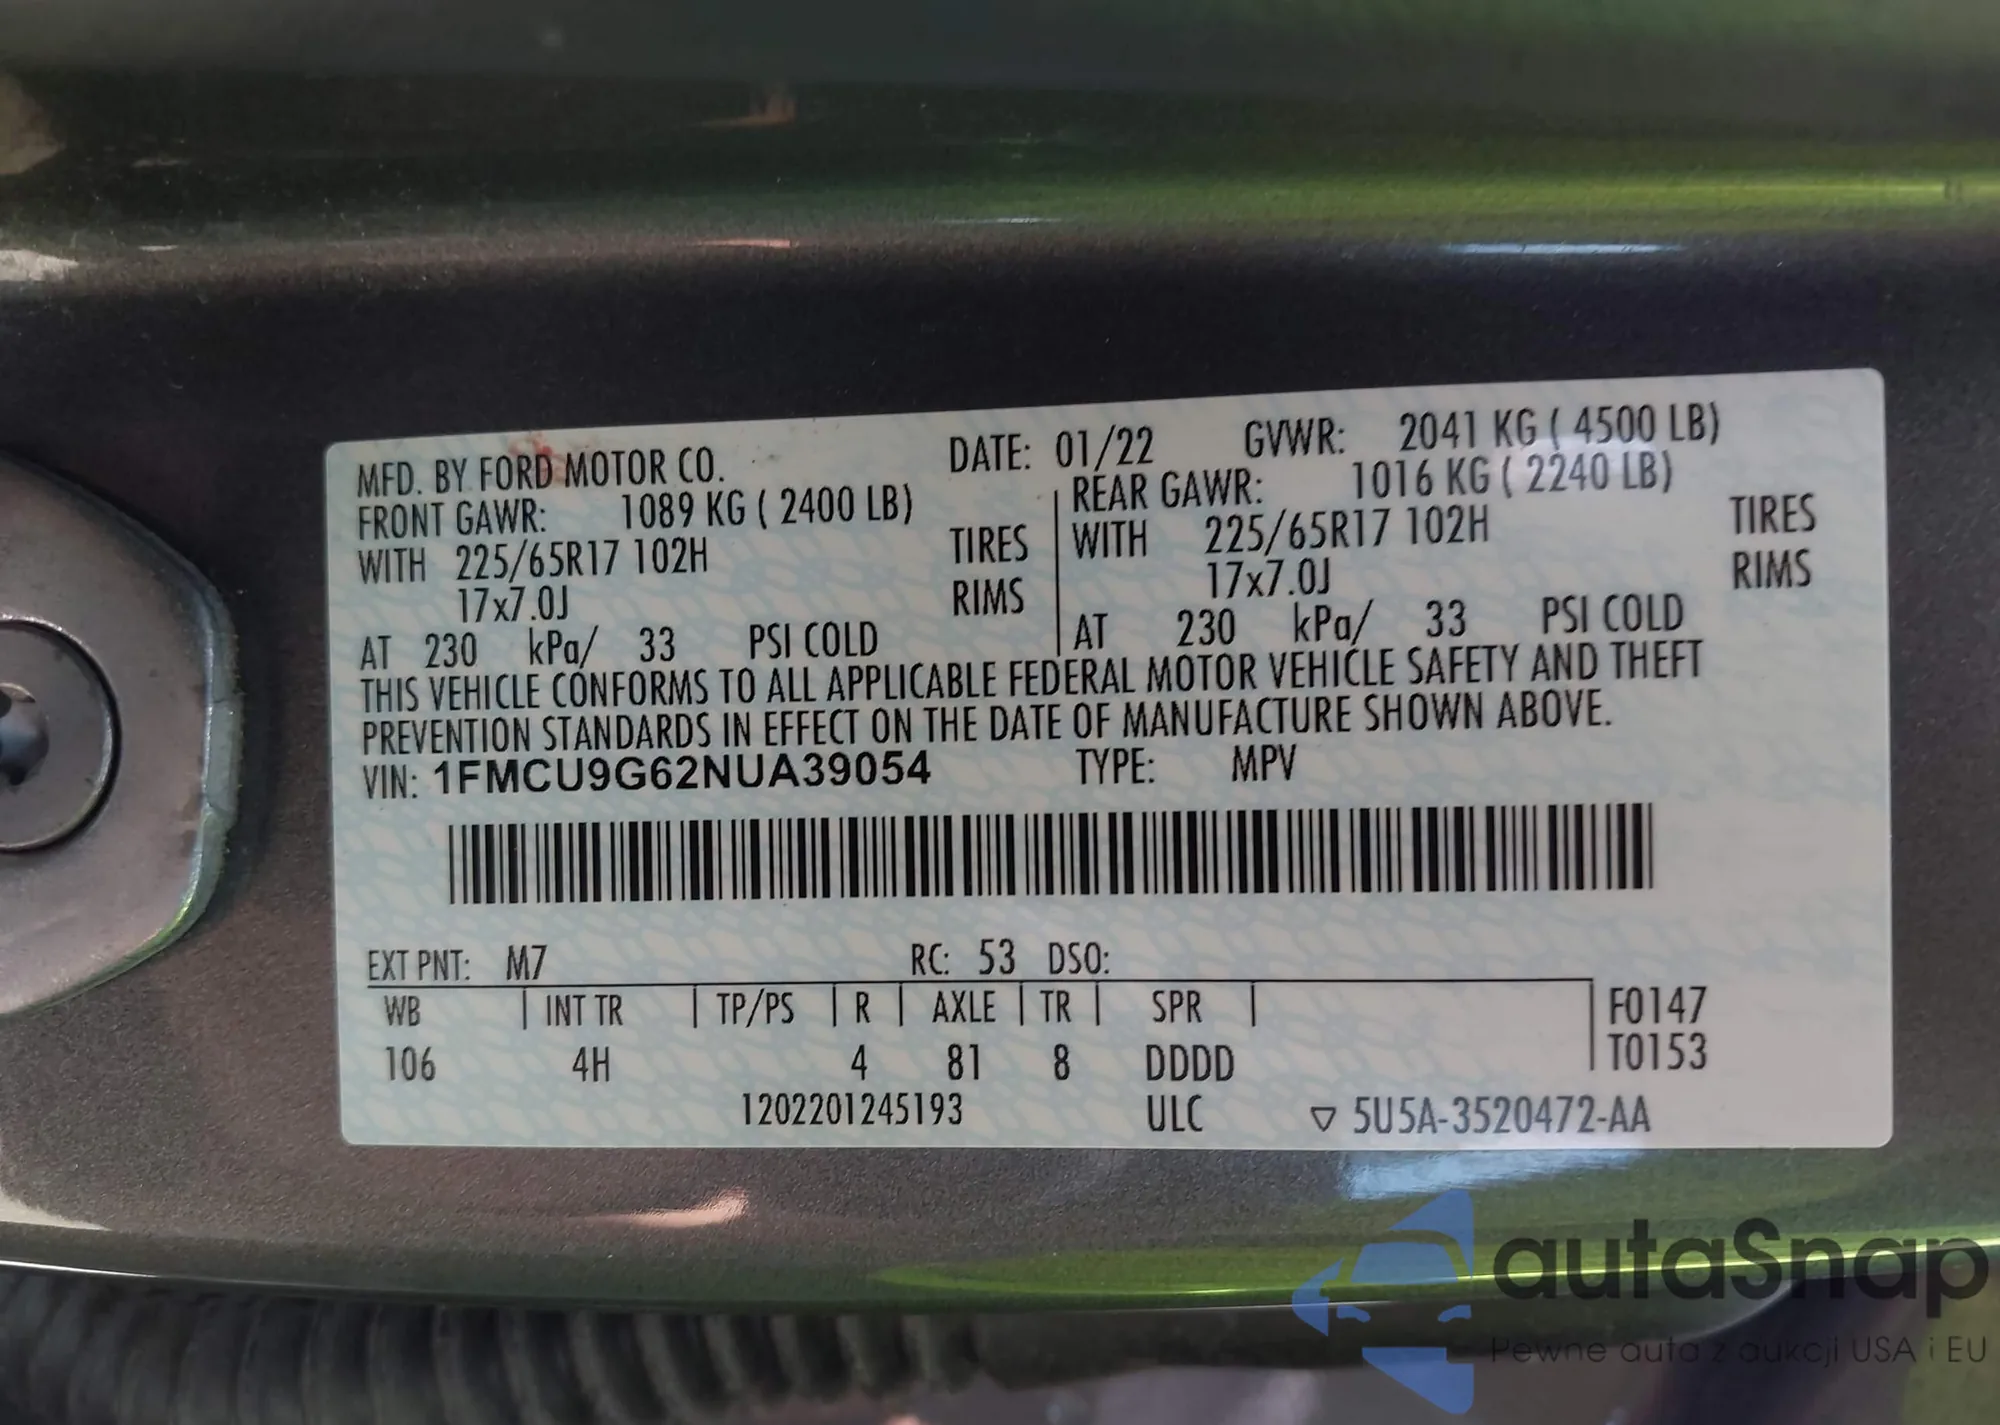 MFD. BY FORD MOTOR CO. DATE: 01/22 GVWR: 2041 KG ( 4500 LB)
FRONT GAWR: 1089 KG ( 2400 LB) REAR GAWR: 1016 KG ( 2240 LB)
WITH 225/65R17 102H TIRES WITH 225/65R17 102H TIRES
17x7.0J RIMS 17x7.0J RIMS
AT 230 kPa/ 33 PSI COLD AT 230 kPa/ 33 PSI COLD
THIS VEHICLE CONFORMS TO ALL APPLICABLE FEDERAL MOTOR VEHICLE SAFETY AND THEFT
PREVENTION STANDARDS IN EFFECT ON THE DATE OF MANUFACTURE SHOWN ABOVE.
VIN: 1FMCU9G62NUA39054 TYPE: MPV
EXT PNT: M7 RC: 53 DSO:
WB INT TR TP/PS R AXLE TR SPR F0147
T0153
106 4H 4 81 8 DDDD
1202201245193 ULC ▽ 5U5A-3520472-AA
autaSnap
Pewne auta z aukcji USA i EU